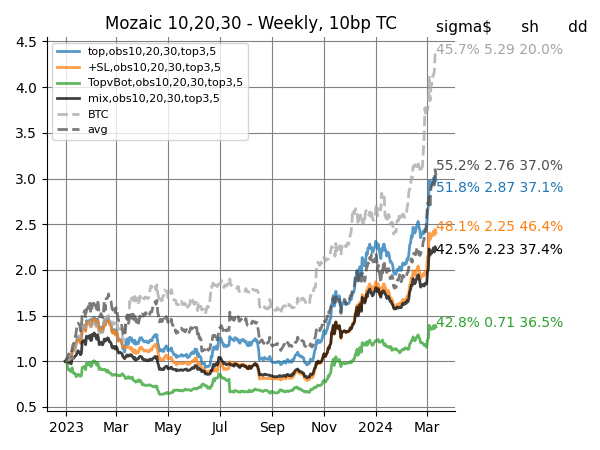 Mozaic 10,20,30 - Weekly, 10bp TC
sigma$ sh dd
top,obs10,20,30,top3,5
+SL,obs10,20,30,top3,5
TopvBot,obs10,20,30,top3,5
mix,obs10,20,30,top3,5
BTC
avg
45.7% 5.29 20.0%
55.2% 2.76 37.0%
51.8% 2.87 37.1%
48.1% 2.25 46.4%
42.5% 2.23 37.4%
42.8% 0.71 36.5%
4.5
4.0
3.5
3.0
2.5
2.0
1.5
1.0
0.5
2023 Mar May Jul Sep Nov 2024 Mar